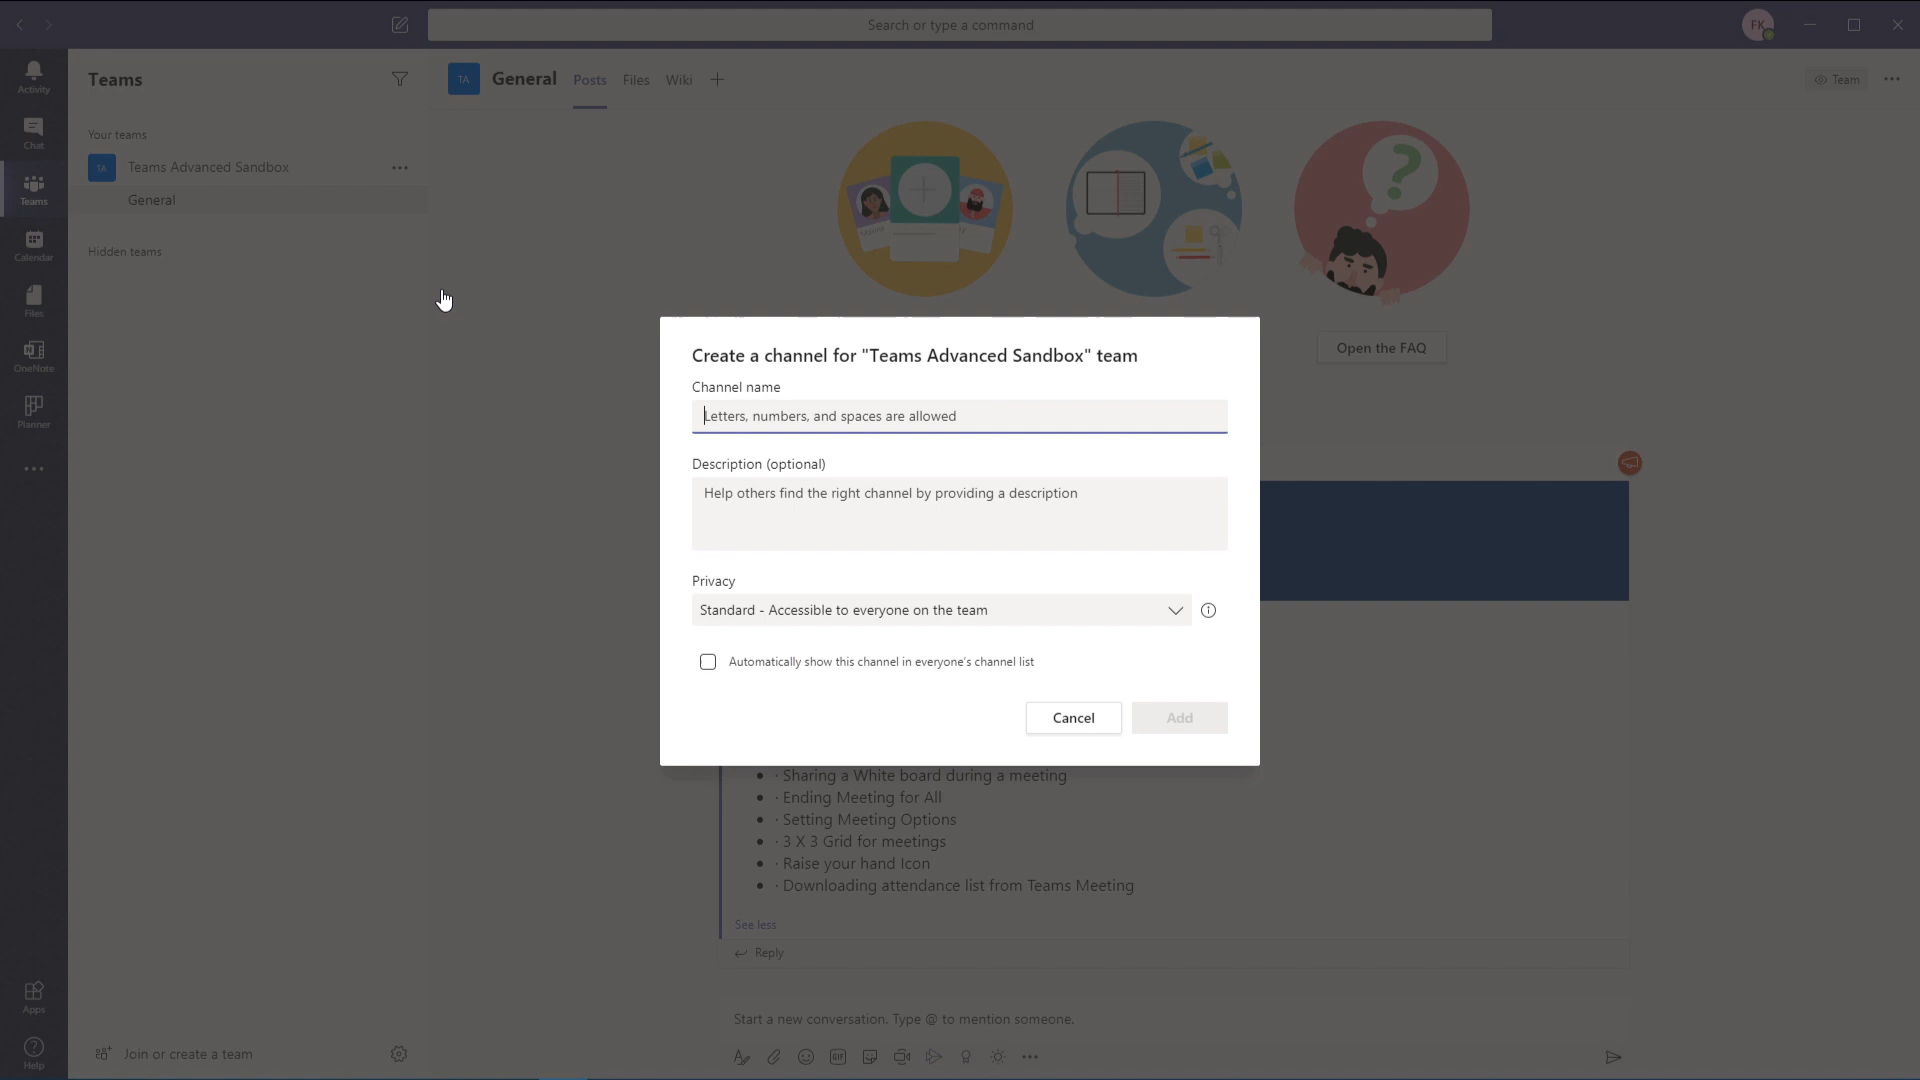 Search or type a command
FK
Activity
Chat
Teams
Calendar
Files
OneNote
Planner
Apps
Help
Teams
Your teams
TA Teams Advanced Sandbox
General
Hidden teams
Join or create a team
TA General Posts Files Wiki
Team
Open the FAQ
Create a channel for "Teams Advanced Sandbox" team
Channel name
Letters, numbers, and spaces are allowed
Description (optional)
Help others find the right channel by providing a description
Privacy
Standard - Accessible to everyone on the team
Automatically show this channel in everyone's channel list
Cancel Add
• · Sharing a White board during a meeting
• · Ending Meeting for All
• · Setting Meeting Options
• · 3 X 3 Grid for meetings
• · Raise your hand Icon
• · Downloading attendance list from Teams Meeting
See less
Reply
Start a new conversation. Type @ to mention someone.
GIF